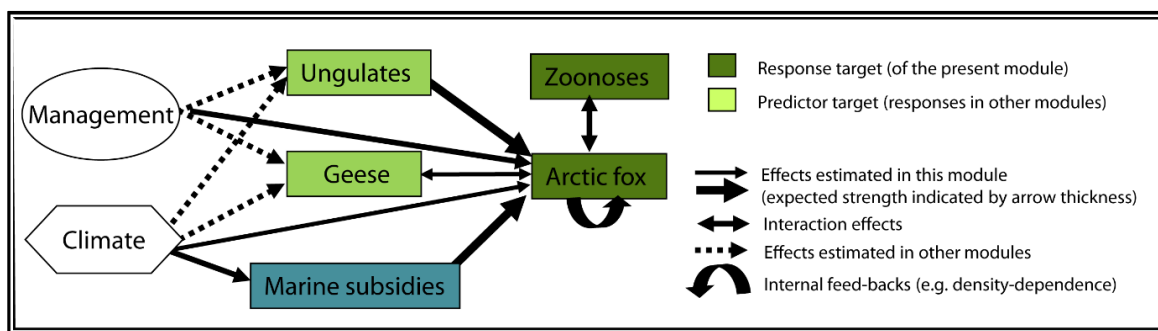 Ungulates
Zoonoses
Management
Geese
Arctic fox
Climate
Marine subsidies
Response target (of the present module)
Predictor target (responses in other modules)
Effects estimated in this module
(expected strength indicated by arrow thickness)
Interaction effects
Effects estimated in other modules
Internal feed-backs (e.g. density-dependence)